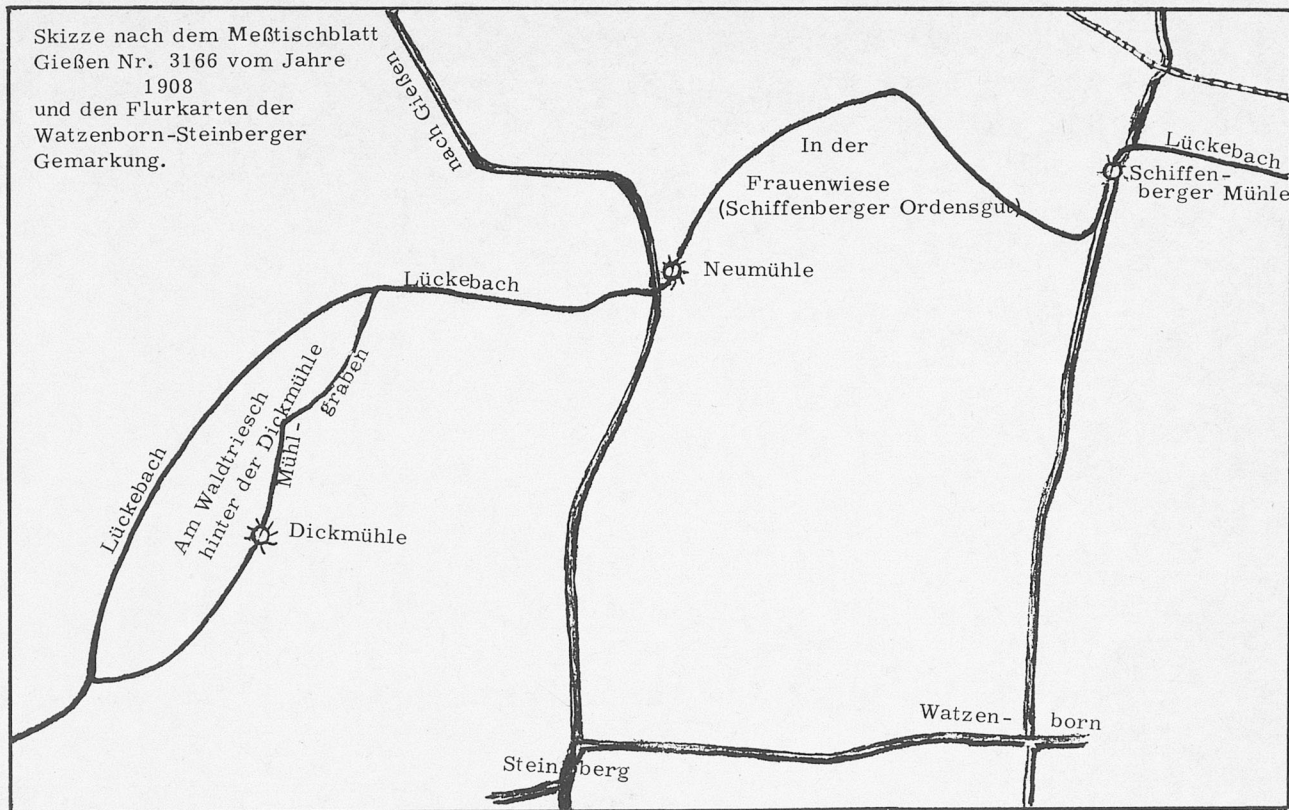 Skizze nach dem Meßtischblatt
Gießen Nr. 3166 vom Jahre
1908
und den Flurkarten der
Watzenborn-Steinberger
Gemarkung.
nach Gießen
In der
Frauenwiese
(Schiffenberger Ordensgut)
Lückebach
Schiffen-
berger Mühle
Neumühle
Lückebach
Lückebach
Am Waldtriesch
hinter der Dickmühle
Mühl-
graben
Dickmühle
Watzen- born
Steinberg